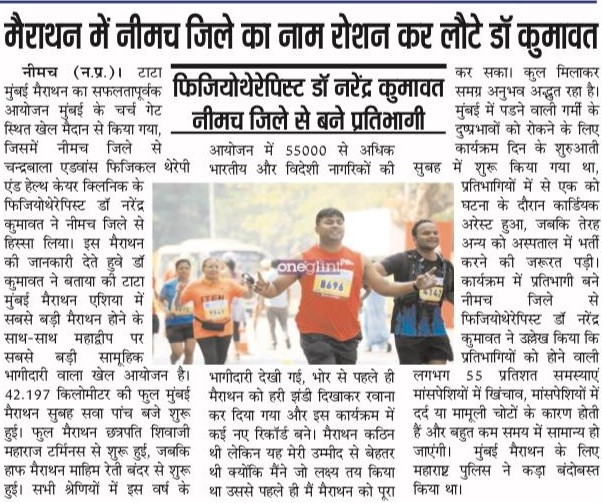 मैराथन में नीमच जिले का नाम रोशन कर लौटे डॉ कुमावत
फिजियोथेरेपिस्ट डॉ नरेंद्र कुमावत
नीमच जिले से बने प्रतिभागी
नीमच (न.प्र.)। टाटा
मुंबई मैराथन का सफलतापूर्वक
आयोजन मुंबई के चर्च गेट
स्थित खेल मैदान से किया गया,
जिसमें नीमच जिले से
चन्द्रबाला एडवांस फिजिकल थेरेपी
एंड हेल्थ केयर क्लिनिक के
फिजियोथेरेपिस्ट डॉ नरेंद्र
कुमावत ने नीमच जिले से
हिस्सा लिया। इस मैराथन
की जानकारी देते हुवे डॉ
कुमावत ने बताया की टाटा
मुंबई मैराथन एशिया में
सबसे बड़ी मैराथन होने के
साथ-साथ महाद्वीप पर
सबसे बड़ी सामूहिक
भागीदारी वाला खेल आयोजन है।
42.197 किलोमीटर की फुल मुंबई
मैराथन सुबह सवा पांच बजे शुरू
हुई। फुल मैराथन छत्रपति शिवाजी
महाराज टर्मिनस से शुरू हुई, जबकि
हाफ मैराथन माहिम रेती बंदर से शुरू
हुई। सभी श्रेणियों में इस वर्ष के
आयोजन में 55000 से अधिक
भारतीय और विदेशी नागरिकों की
oneglint
8696
4142
भागीदारी देखी गई, भोर से पहले ही
मैराथन को हरी झंडी दिखाकर रवाना
कर दिया गया और इस कार्यक्रम में
कई नए रिकॉर्ड बने। मैराथन कठिन
थी लेकिन यह मेरी उम्मीद से बेहतर
थी क्योंकि मैंने जो लक्ष्य तय किया
था उससे पहले ही मैं मैराथन को पूरा
कर सका। कुल मिलाकर
समग्र अनुभव अद्भुत रहा है।
मुंबई में पडने वाली गर्मी के
दुष्प्रभावों को रोकने के लिए
कार्यक्रम दिन के शुरुआती
सुबह में शुरू किया गया था,
प्रतिभागियों में से एक को
घटना के दौरान कार्डियक
अरेस्ट हुआ, जबकि तेरह
अन्य को अस्पताल में भर्ती
करने की जरूरत पड़ी।
कार्यक्रम में प्रतिभागी बने
नीमच जिले से
फिजियोथेरेपिस्ट डॉ नरेंद्र
कुमावत ने उल्लेख किया कि
प्रतिभागियों को होने वाली
लगभग 55 प्रतिशत समस्याएं
मांसपेशियों में खिंचाव, मांसपेशियों में
दर्द या मामूली चोटों के कारण होती
हैं और बहुत कम समय में सामान्य हो
जाएंगी। मुंबई मैराथन के लिए
महाराष्ट्र पुलिस ने कड़ा बंदोबस्त
किया था।